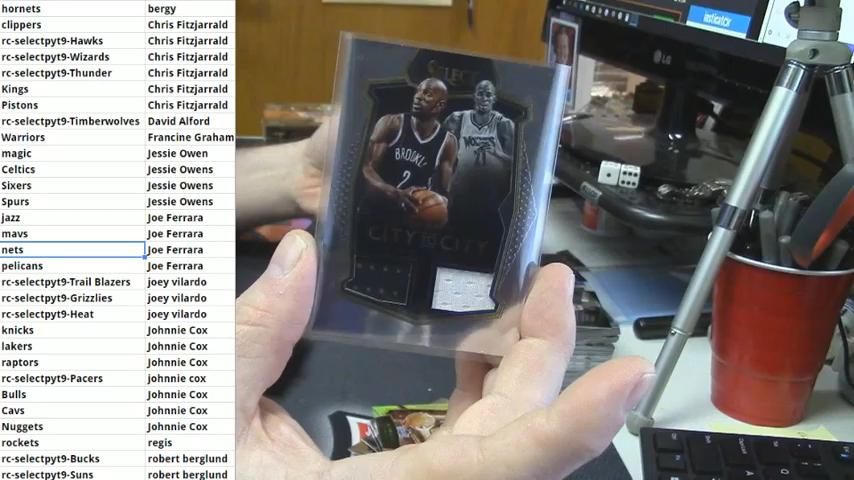 hornets bergy
clippers Chris Fitzjarrald
rc-selectpyt9-Hawks Chris Fitzjarrald
rc-selectpyt9-Wizards Chris Fitzjarrald
rc-selectpyt9-Thunder Chris Fitzjarrald
Kings Chris Fitzjarrald
Pistons Chris Fitzjarrald
rc-selectpyt9-Timberwolves David Alford
Warriors Francine Graham
magic Jessie Owen
Celtics Jessie Owens
Sixers Jessie Owens
Spurs Jessie Owens
jazz Joe Ferrara
mavs Joe Ferrara
nets Joe Ferrara
pelicans Joe Ferrara
rc-selectpyt9-Trail Blazers joey vilardo
rc-selectpyt9-Grizzlies joey vilardo
rc-selectpyt9-Heat joey vilardo
knicks Johnnie Cox
lakers Johnnie Cox
raptors Johnnie Cox
rc-selectpyt9-Pacers johnnie cox
Bulls Johnnie Cox
Cavs Johnnie Cox
Nuggets Johnnie Cox
rockets regis
rc-selectpyt9-Bucks robert berglund
rc-selectpyt9-Suns robert berglund
SELECT
BROOKLYN
2
CITY TO CITY
LG